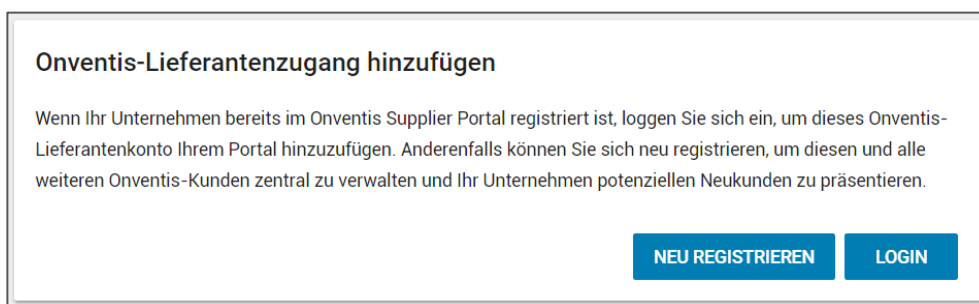 Onventis-Lieferantenzugang hinzufügen
Wenn Ihr Unternehmen bereits im Onventis Supplier Portal registriert ist, loggen Sie sich ein, um dieses Onventis-
Lieferantenkonto Ihrem Portal hinzuzufügen. Anderenfalls können Sie sich neu registrieren, um diesen und alle
weiteren Onventis-Kunden zentral zu verwalten und Ihr Unternehmen potenziellen Neukunden zu präsentieren.
NEU REGISTRIEREN LOGIN